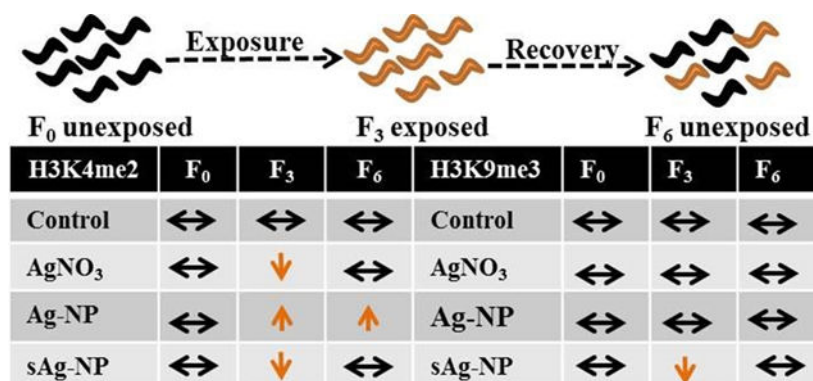 Exposure Recovery
F₀ unexposed F₃ exposed F₆ unexposed
H3K4me2 F₀ F₃ F₆ H3K9me3 F₀ F₃ F₆
Control Control
AgNO₃ AgNO₃
Ag-NP Ag-NP
sAg-NP sAg-NP